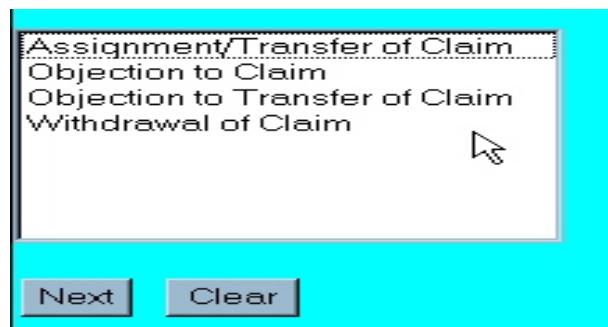 Assignment/Transfer of Claim
Objection to Claim
Objection to Transfer of Claim
Withdrawal of Claim
Next Clear